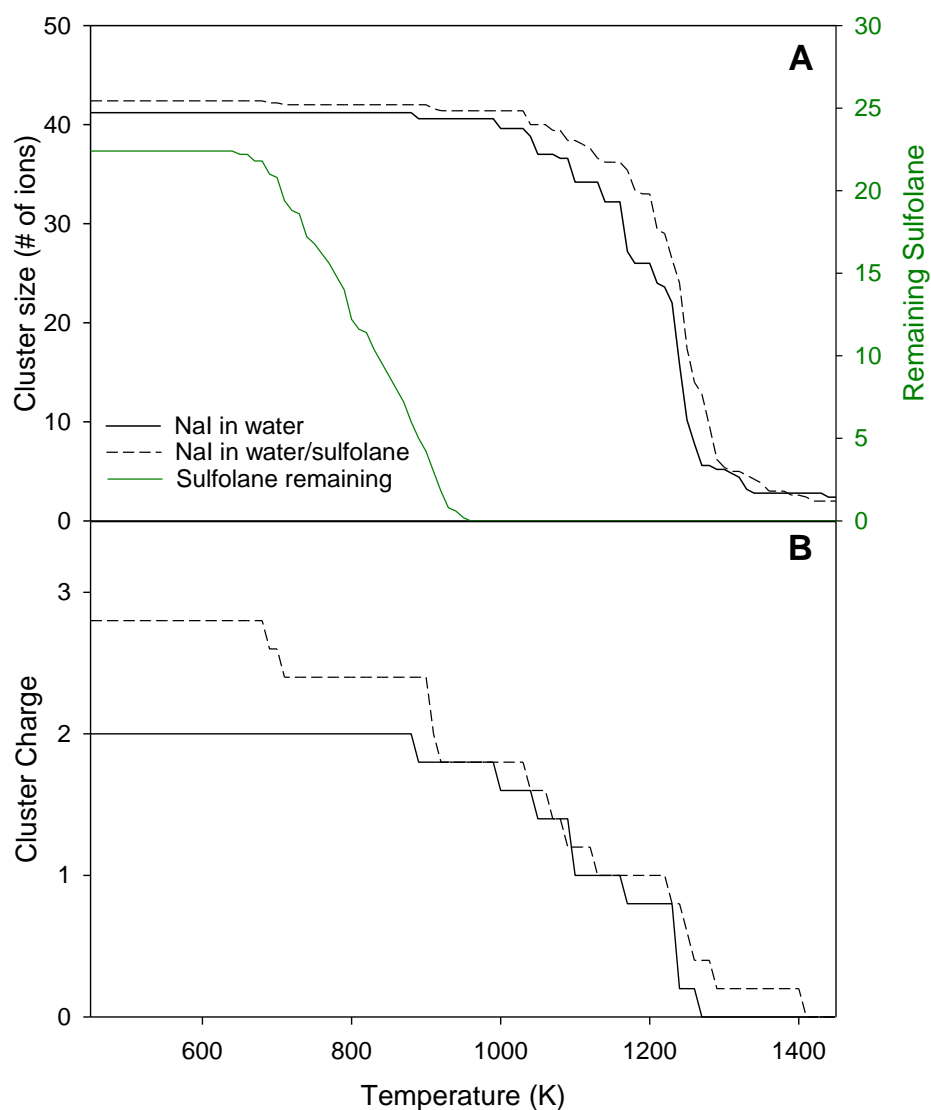 50
30
A
40
25
20
30
15
20
10
10
5
0
0
Cluster size (# of ions)
Remaining Sulfolane
NaI in water
NaI in water/sulfolane
Sulfolane remaining
B
3
2
1
0
Cluster Charge
600 800 1000 1200 1400
Temperature (K)